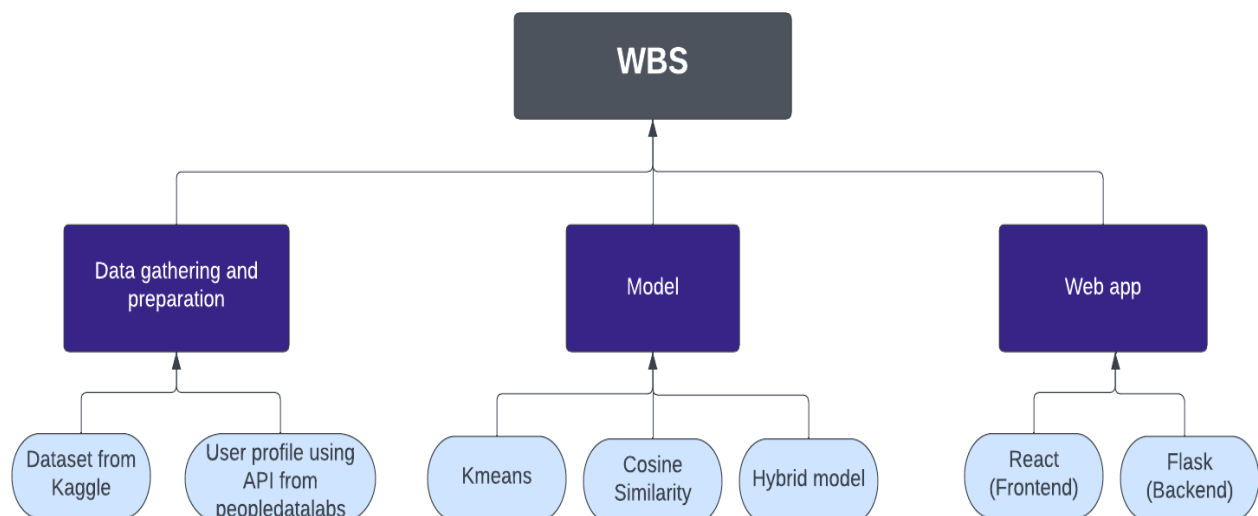 WBS
Data gathering and
preparation
Model
Web app
Dataset from
Kaggle
User profile using
API from
peopledatalabs
Kmeans
Cosine
Similarity
Hybrid model
React
(Frontend)
Flask
(Backend)